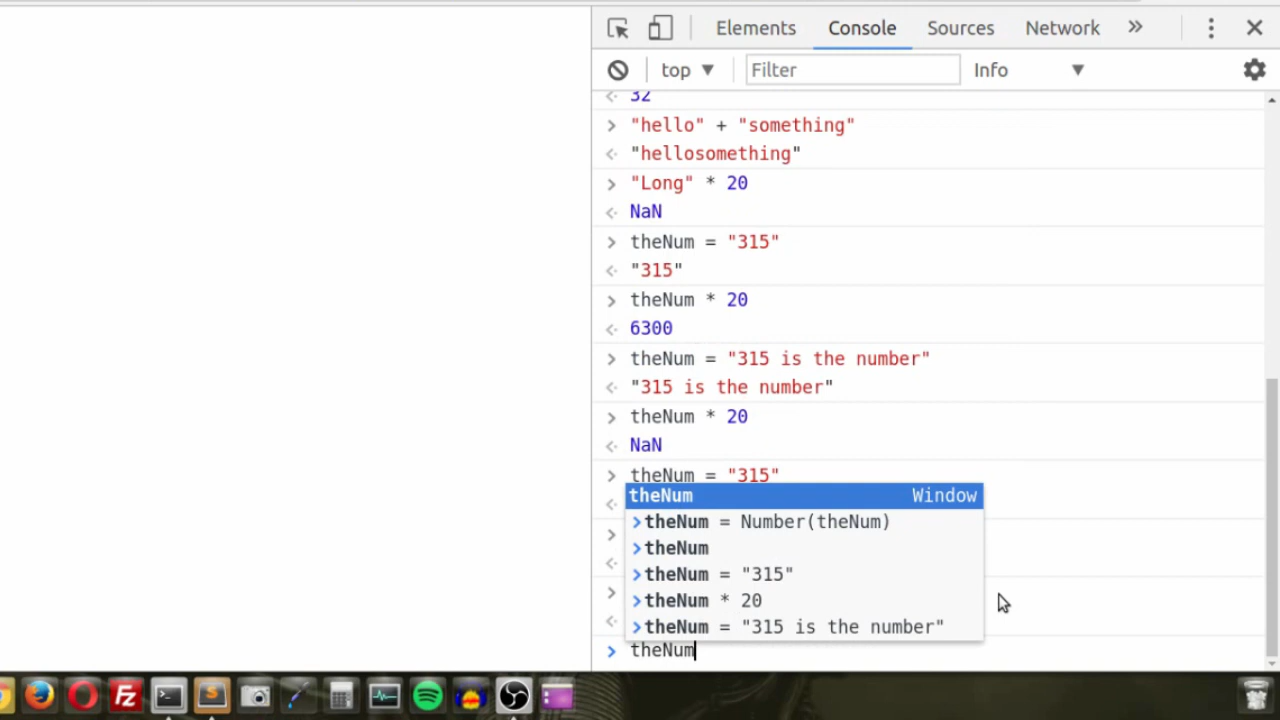 Elements Console Sources Network »
top ▼ Filter Info ▼
< 32
> "hello" + "something"
< "hellosomething"
> "Long" * 20
< NaN
> theNum = "315"
< "315"
> theNum * 20
< 6300
> theNum = "315 is the number"
< "315 is the number"
> theNum * 20
< NaN
> theNum = "315"
theNum Window
> theNum = Number(theNum)
> theNum
> theNum = "315"
> theNum * 20
> theNum = "315 is the number"
> theNum
Fz
S